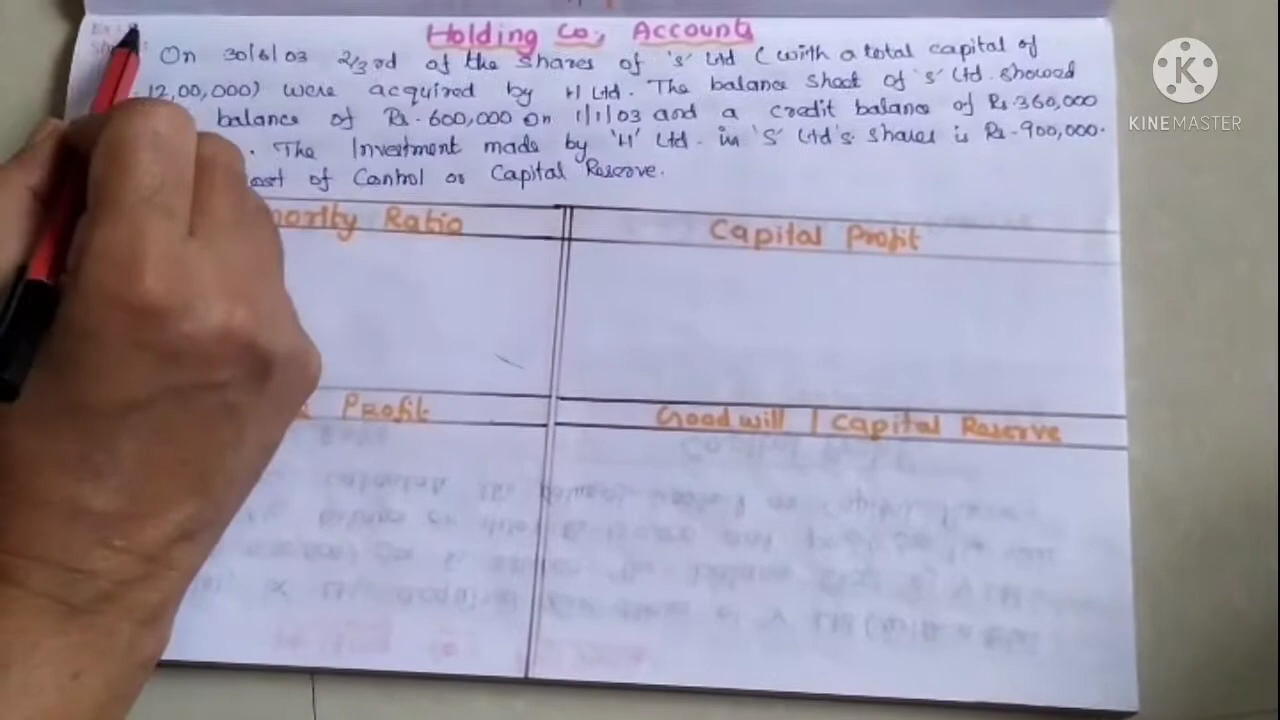 Holding Co., Accounts
On 30/6/03 2/3rd of the shares of 's' Ltd (with a total capital of
12,00,000) were acquired by H Ltd. The balance sheet of 's' Ltd. showed
balance of Rs.600,000 on 1/1/03 and a credit balance of Rs.360,000
. The Investment made by 'H' Ltd. in 'S' Ltd's shares is Rs.900,000.
of Control or Capital Reserve.
Ratio
Capital Profit
Profit
Goodwill / Capital Reserve
K
KINEMASTER